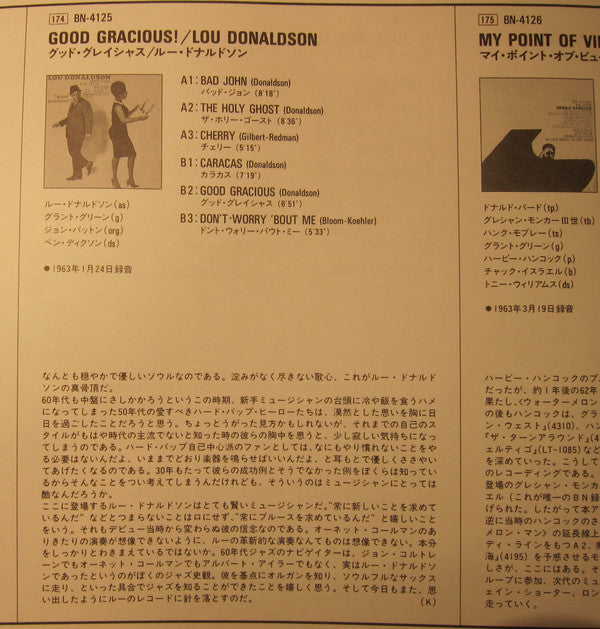 174 BN-4125
GOOD GRACIOUS!/LOU DONALDSON
グッド・グレイシャス/ルー・ドナルドソン
LOU DONALDSON
A1: BAD JOHN (Donaldson)
バッド・ジョン (8'18")
A2: THE HOLY GHOST (Donaldson)
ザ・ホリー・ゴースト (8'36")
A3: CHERRY (Gilbert-Redman)
チェリー (5'15")
B1: CARACAS (Donaldson)
カラカス (7'19")
B2: GOOD GRACIOUS (Donaldson)
グッド・グレイシャス (6'51")
B3: DON'T WORRY 'BOUT ME (Bloom-Koehler)
ドント・ウォリー・バウト・ミー (5'33")
ルー・ドナルドソン(as)
グラント・グリーン(g)
ジョン・パットン(org)
ベン・ディクソン(ds)
●1963年1月24日録音
なんとも穏やかで優しいソウルなのである。淀みがなく尽きない歌心、これがルー・ドナルド
ソンの真骨頂だ。
60年代も中盤にさしかかろうというこの時期、新手ミュージシャンの台頭に冷や飯を食うハメ
になってしまった50年代の愛すべきハード・バップ・ヒーローたちは、漠然とした思いを胸に日
日を過ごしたことだろうと思う。ちょっとうがった見方かもしれないが、それまでの自己のス
タイルがもはや時代の主流でないと知った時の彼らの胸中を思うと、少し寂しい気持ちになっ
てしまうのである。ハード・バップ自己中心派のファンとしては、なにもやり慣れないことをや
る必要はないんだよ、いままでどおり楽器を鳴らせばいいんだよ、と耳もとで優しくささやい
てあげたくなるのである。30年もたって彼らの成功例とそうでなかった例をぼくらは知ってい
るからそんなことをつい考えてしまうんだけれども、そういうのはミュージシャンにとっては
酷なんだろうか。
ここに登場するルー・ドナルドソンはとても賢いミュージシャンだ。"常に新しいことを求めて
いるんだ"などとつまらないことは口にせず、"常にブルースを求めているんだ"と嬉しいこと
をいう。それもデビュー当時から変わらぬ彼の信念なのである。オーネット・コールマンのあ
りきたりの演奏が想像できないように、ルーの革新的な演奏なんてものは想像できない。本分
をしっかりとわきまえているではないか。60年代ジャズのナビゲイターは、ジョン・コルトレ
ーンでもオーネット・コールマンでもアルバート・アイラーでもなく、実はルー・ドナルドソ
ンであったというのがぼくのジャズ史観。彼を基点にオルガンを知り、ソウルフルなサックス
に走り、といった具合でジャズを知ることができたことを嬉しく思う。そして今日もまた、思
い出したようにルーのレコードに針を落とすのだ。 (K)
175 BN-4126
MY POINT OF VI
マイ・ポイント・オブ・ビュー
HERBIE HANCOCK
ドナルド・バード(tp)
グレシャン・モンカーIII世(tb)
ハンク・モブレー(ts)
グラント・グリーン(g)
ハービー・ハンコック(p)
チャック・イスラエル(b)
トニー・ウィリアムス(ds)
●1963年3月19日録音
ハービー・ハンコックのブ
だったが、約1年後の62年
果たし、〈ウォーターメロン
の後もハンコックは、グラ
ン・ウェスト」(4310)、ハン
『ザ・ターンアラウンド』(4
ェルティゴ』(LT-1085)など
を深めていった。こうして
のレコーディングである。
登場のグレシャン・モンカ
エル（これが唯一のBN録
げられた。したがって本ア
逆に当時のハンコックのさ
メロン・マン〉の延長線上
ディ・ラインをもつA2、美
海』(4195)を予感させるモ
しさが、ここにはある。そ
ループに参加、次代のミュ
ェイン・ショーター、ロン
走っていく。